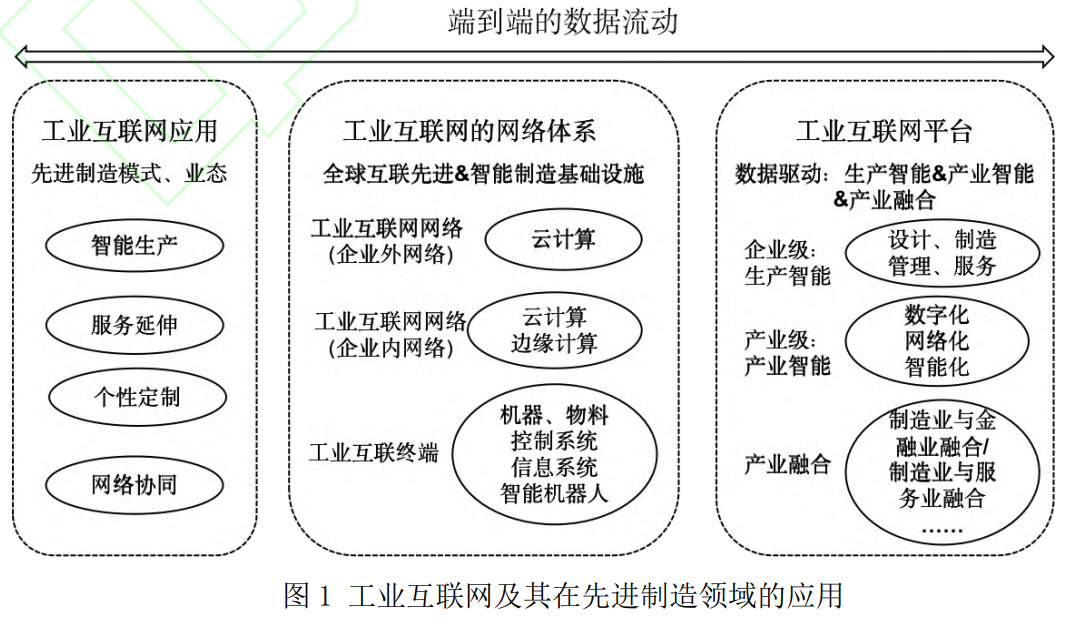 端到端的数据流动
工业互联网应用
先进制造模式、业态
智能生产
服务延伸
个性定制
网络协同
工业互联网的网络体系
全球互联先进&智能制造基础设施
工业互联网网络
(企业外网络)
云计算
工业互联网网络
(企业内网络)
云计算
边缘计算
工业互联终端
机器、物料
控制系统
信息系统
智能机器人
工业互联网平台
数据驱动：生产智能&产业智能
&产业融合
企业级：
生产智能
设计、制造
管理、服务
产业级：
产业智能
数字化
网络化
智能化
产业融合
制造业与金
融业融合/
制造业与服
务业融合
……
图 1 工业互联网及其在先进制造领域的应用